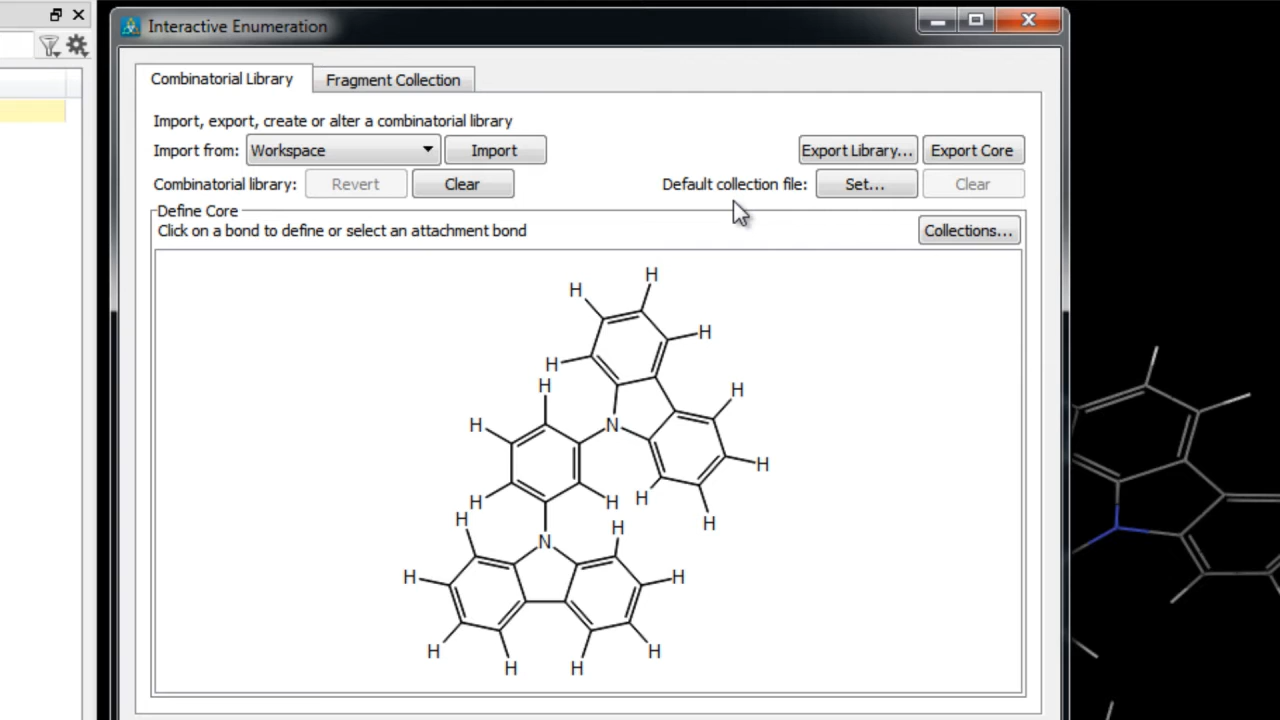 Interactive Enumeration
Combinatorial Library Fragment Collection
Import, export, create or alter a combinatorial library
Import from: Workspace Import Export Library... Export Core
Combinatorial library: Revert Clear Default collection file: Set... Clear
Define Core
Click on a bond to define or select an attachment bond Collections...
H
H
H
H
H
H
H
N
H
H
H
H
H
H
H
H
N
H
H
H
H
H
H